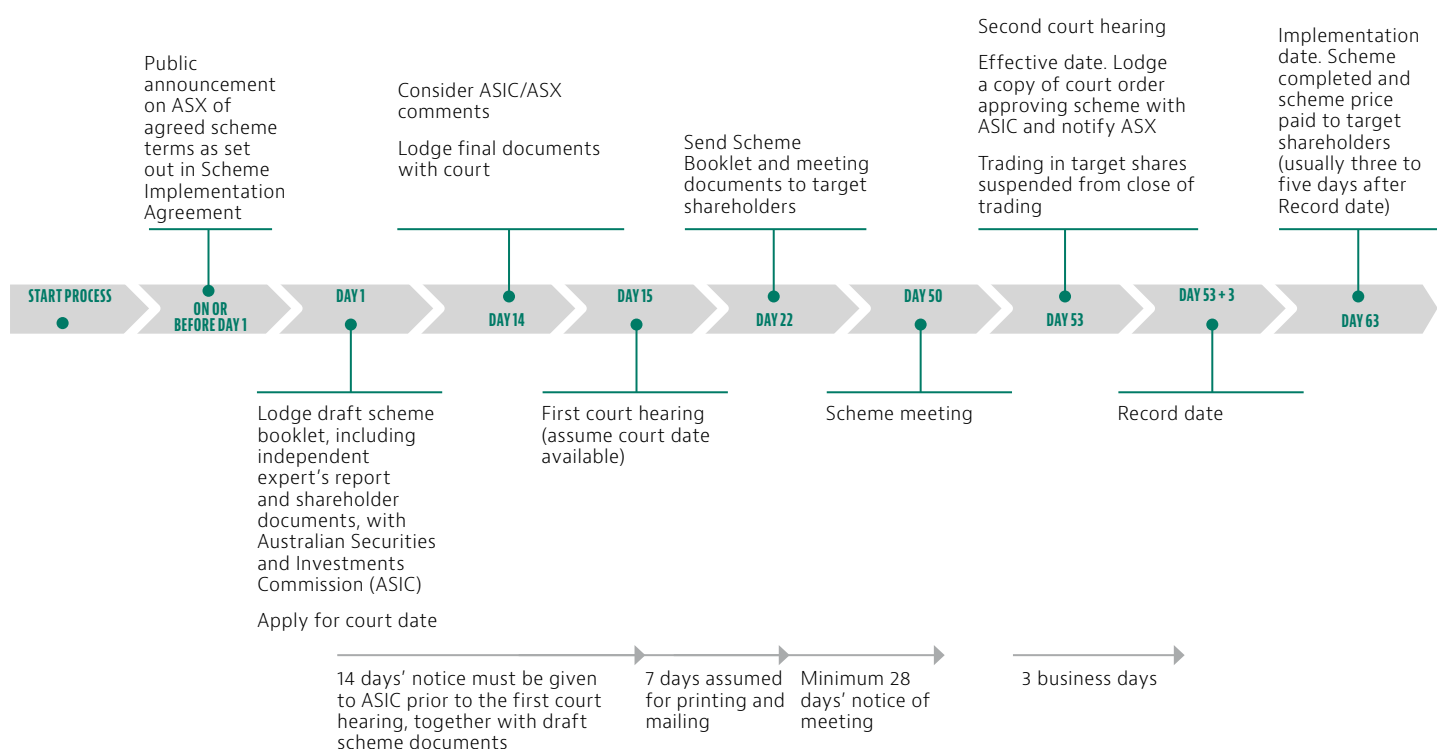 Public
announcement
on ASX of
agreed scheme
terms as set
out in Scheme
Implementation
Agreement
Consider ASIC/ASX
comments
Lodge final documents
with court
Send Scheme
Booklet and meeting
documents to target
shareholders
Second court hearing
Effective date. Lodge
a copy of court order
approving scheme with
ASIC and notify ASX
Trading in target shares
suspended from close of
trading
Implementation
date. Scheme
completed and
scheme price
paid to target
shareholders
(usually three to
five days after
Record date)
START PROCESS
ON OR
BEFORE DAY 1
DAY 1
DAY 14
DAY 15
DAY 22
DAY 50
DAY 53
DAY 53 + 3
DAY 63
Lodge draft scheme
booklet, including
independent
expert's report
and shareholder
documents, with
Australian Securities
and Investments
Commission (ASIC)
Apply for court date
First court hearing
(assume court date
available)
Scheme meeting
Record date
14 days' notice must be given
to ASIC prior to the first court
hearing, together with draft
scheme documents
7 days assumed
for printing and
mailing
Minimum 28
days' notice of
meeting
3 business days